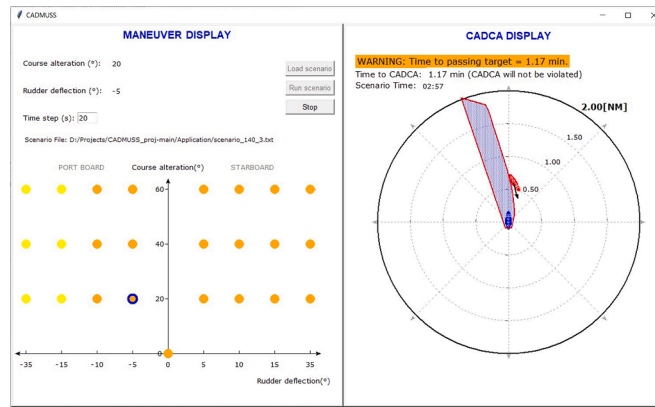 CADMUSS
MANEUVER DISPLAY
Course alteration (°): 20
Rudder deflection (°): -5
Time step (s): 20
Load scenario
Run scenario
Stop
Scenario File: D:/Projects/CADMUSS_proj-main/Application/scenario_140_3.txt
PORT BOARD Course alteration(°) STARBOARD
60
40
20
0
-35 -15 -10 -5 0 5 10 15 35
Rudder deflection(°)
CADCA DISPLAY
WARNING: Time to passing target = 1.17 min.
Time to CADCA: 1.17 min (CADCA will not be violated)
Scenario Time: 02:57
2.00[NM]
1.50
1.00
0.50